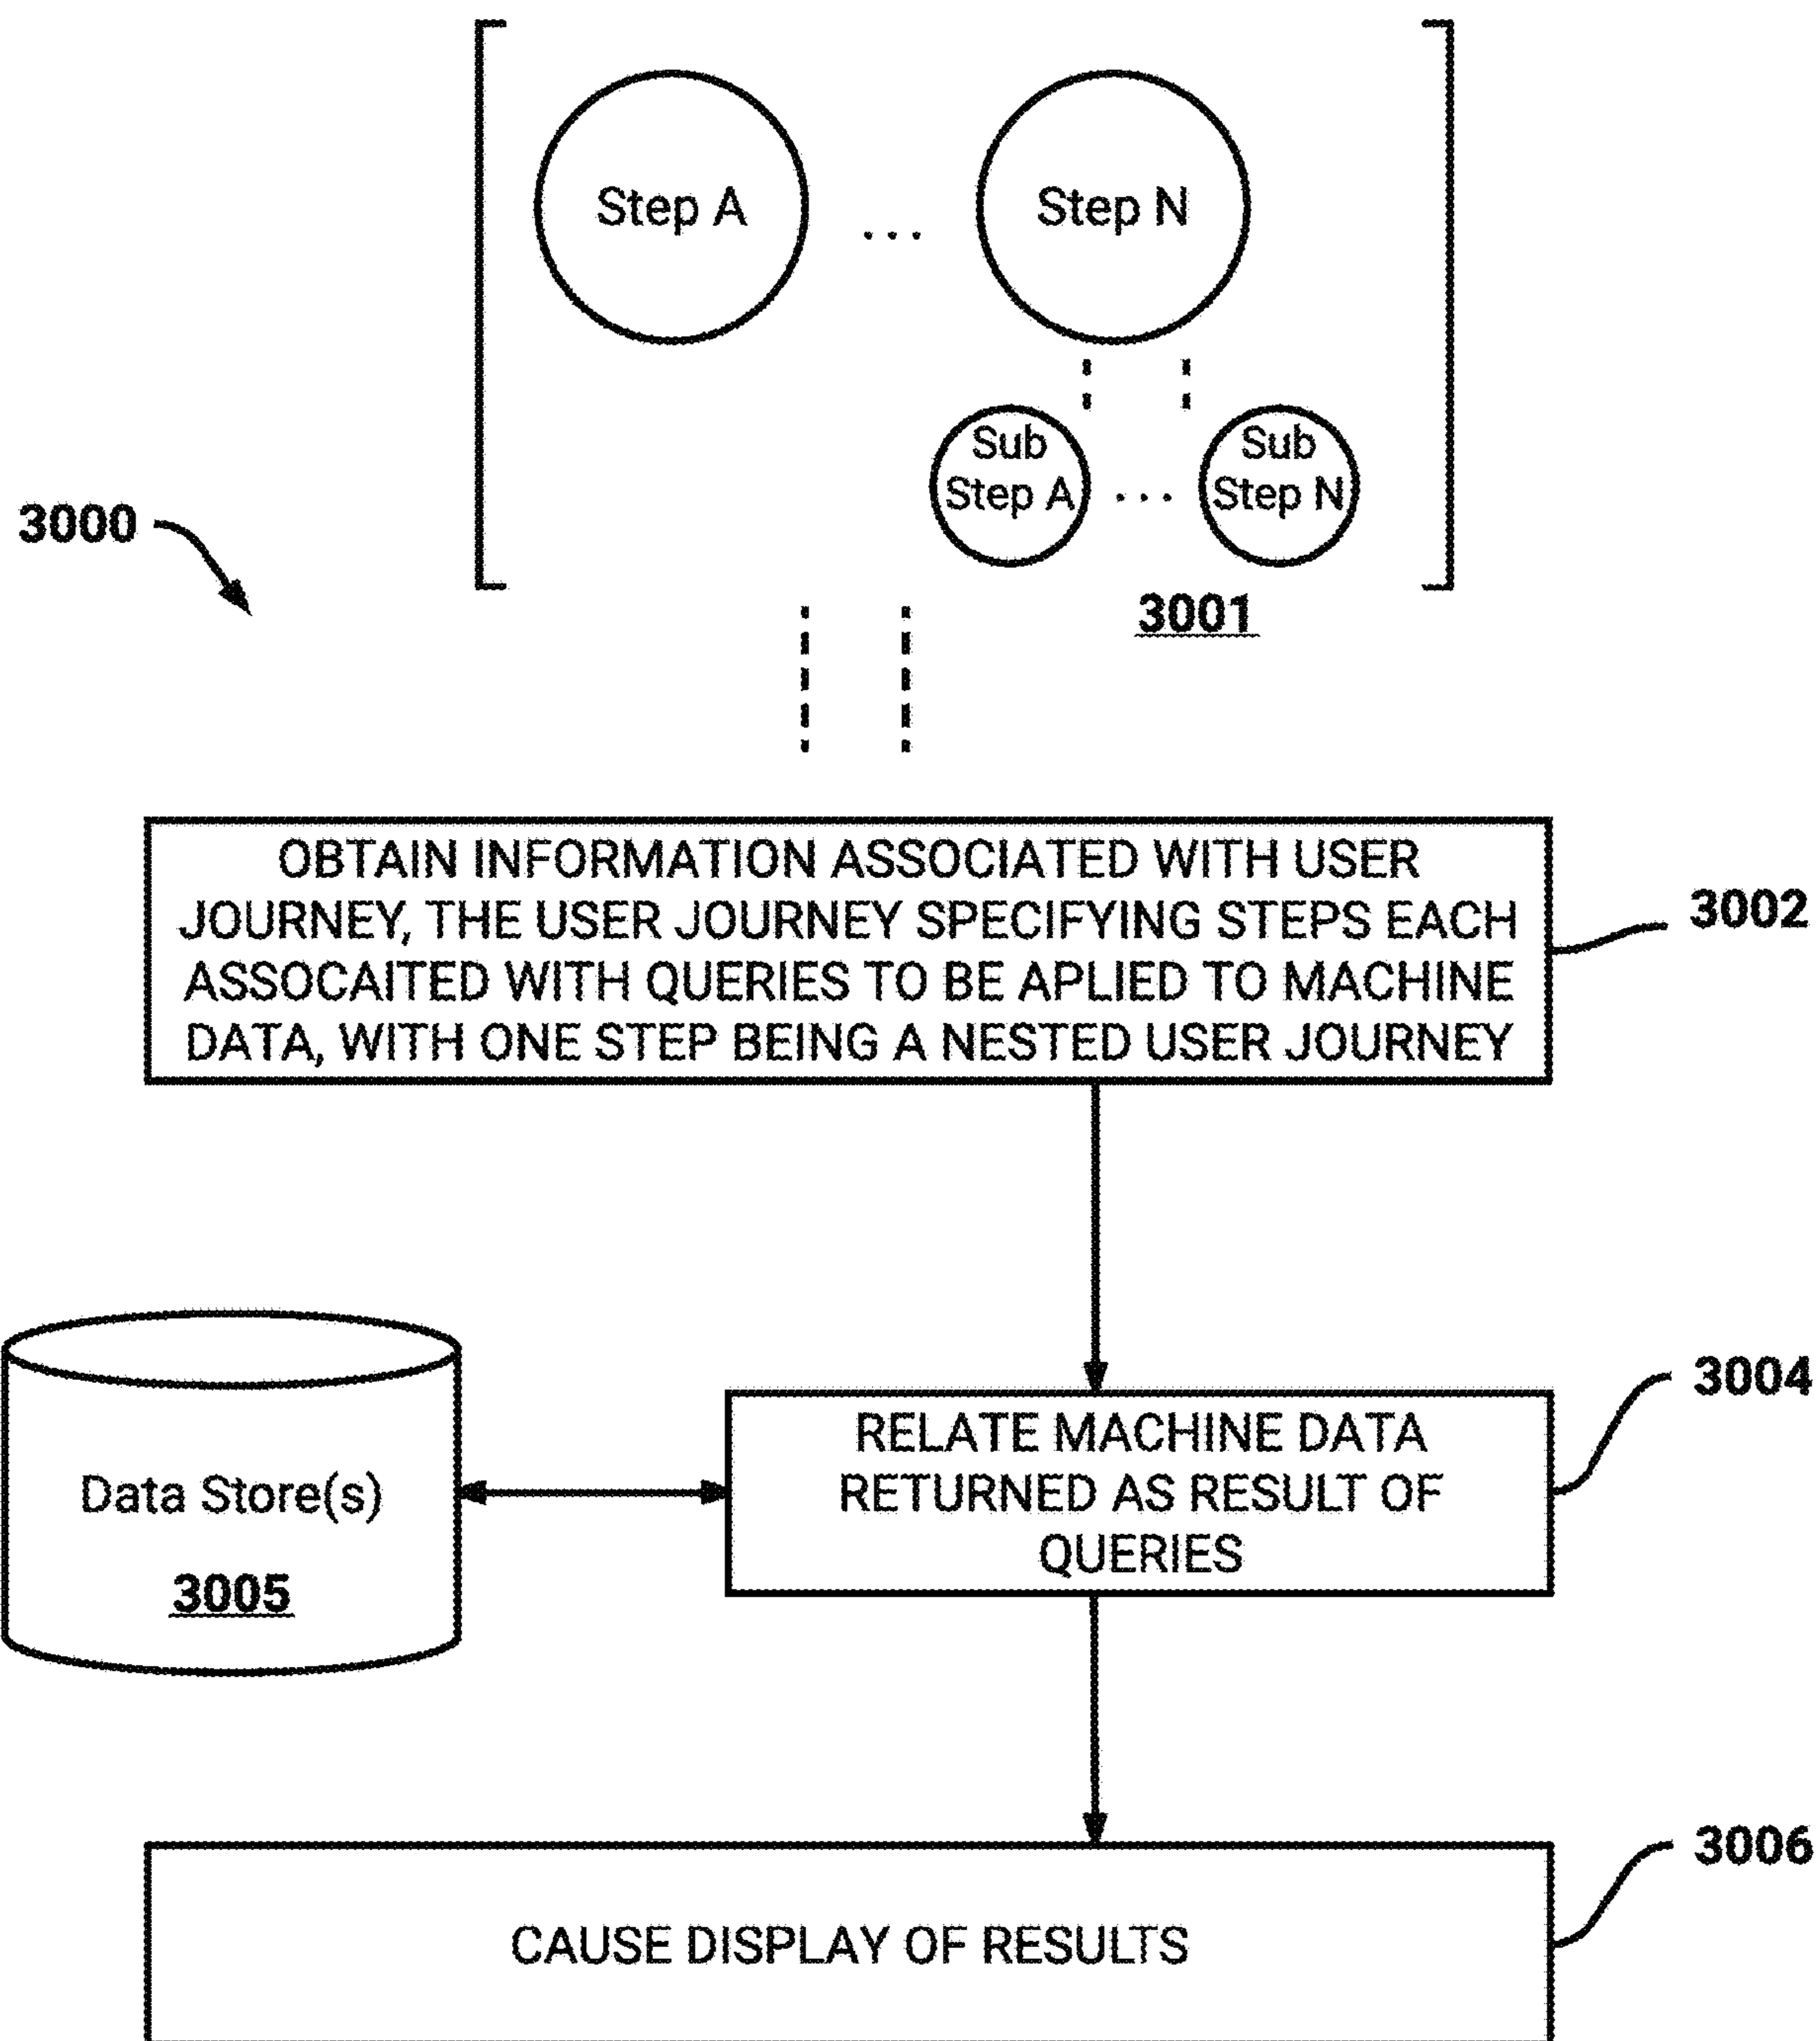 Step A
...
Step N
Sub
Step A
...
Sub
Step N
3000
3001
OBTAIN INFORMATION ASSOCIATED WITH USER
JOURNEY, THE USER JOURNEY SPECIFYING STEPS EACH
ASSOCAITED WITH QUERIES TO BE APLIED TO MACHINE
DATA, WITH ONE STEP BEING A NESTED USER JOURNEY
3002
Data Store(s)
3005
RELATE MACHINE DATA
RETURNED AS RESULT OF
QUERIES
3004
CAUSE DISPLAY OF RESULTS
3006